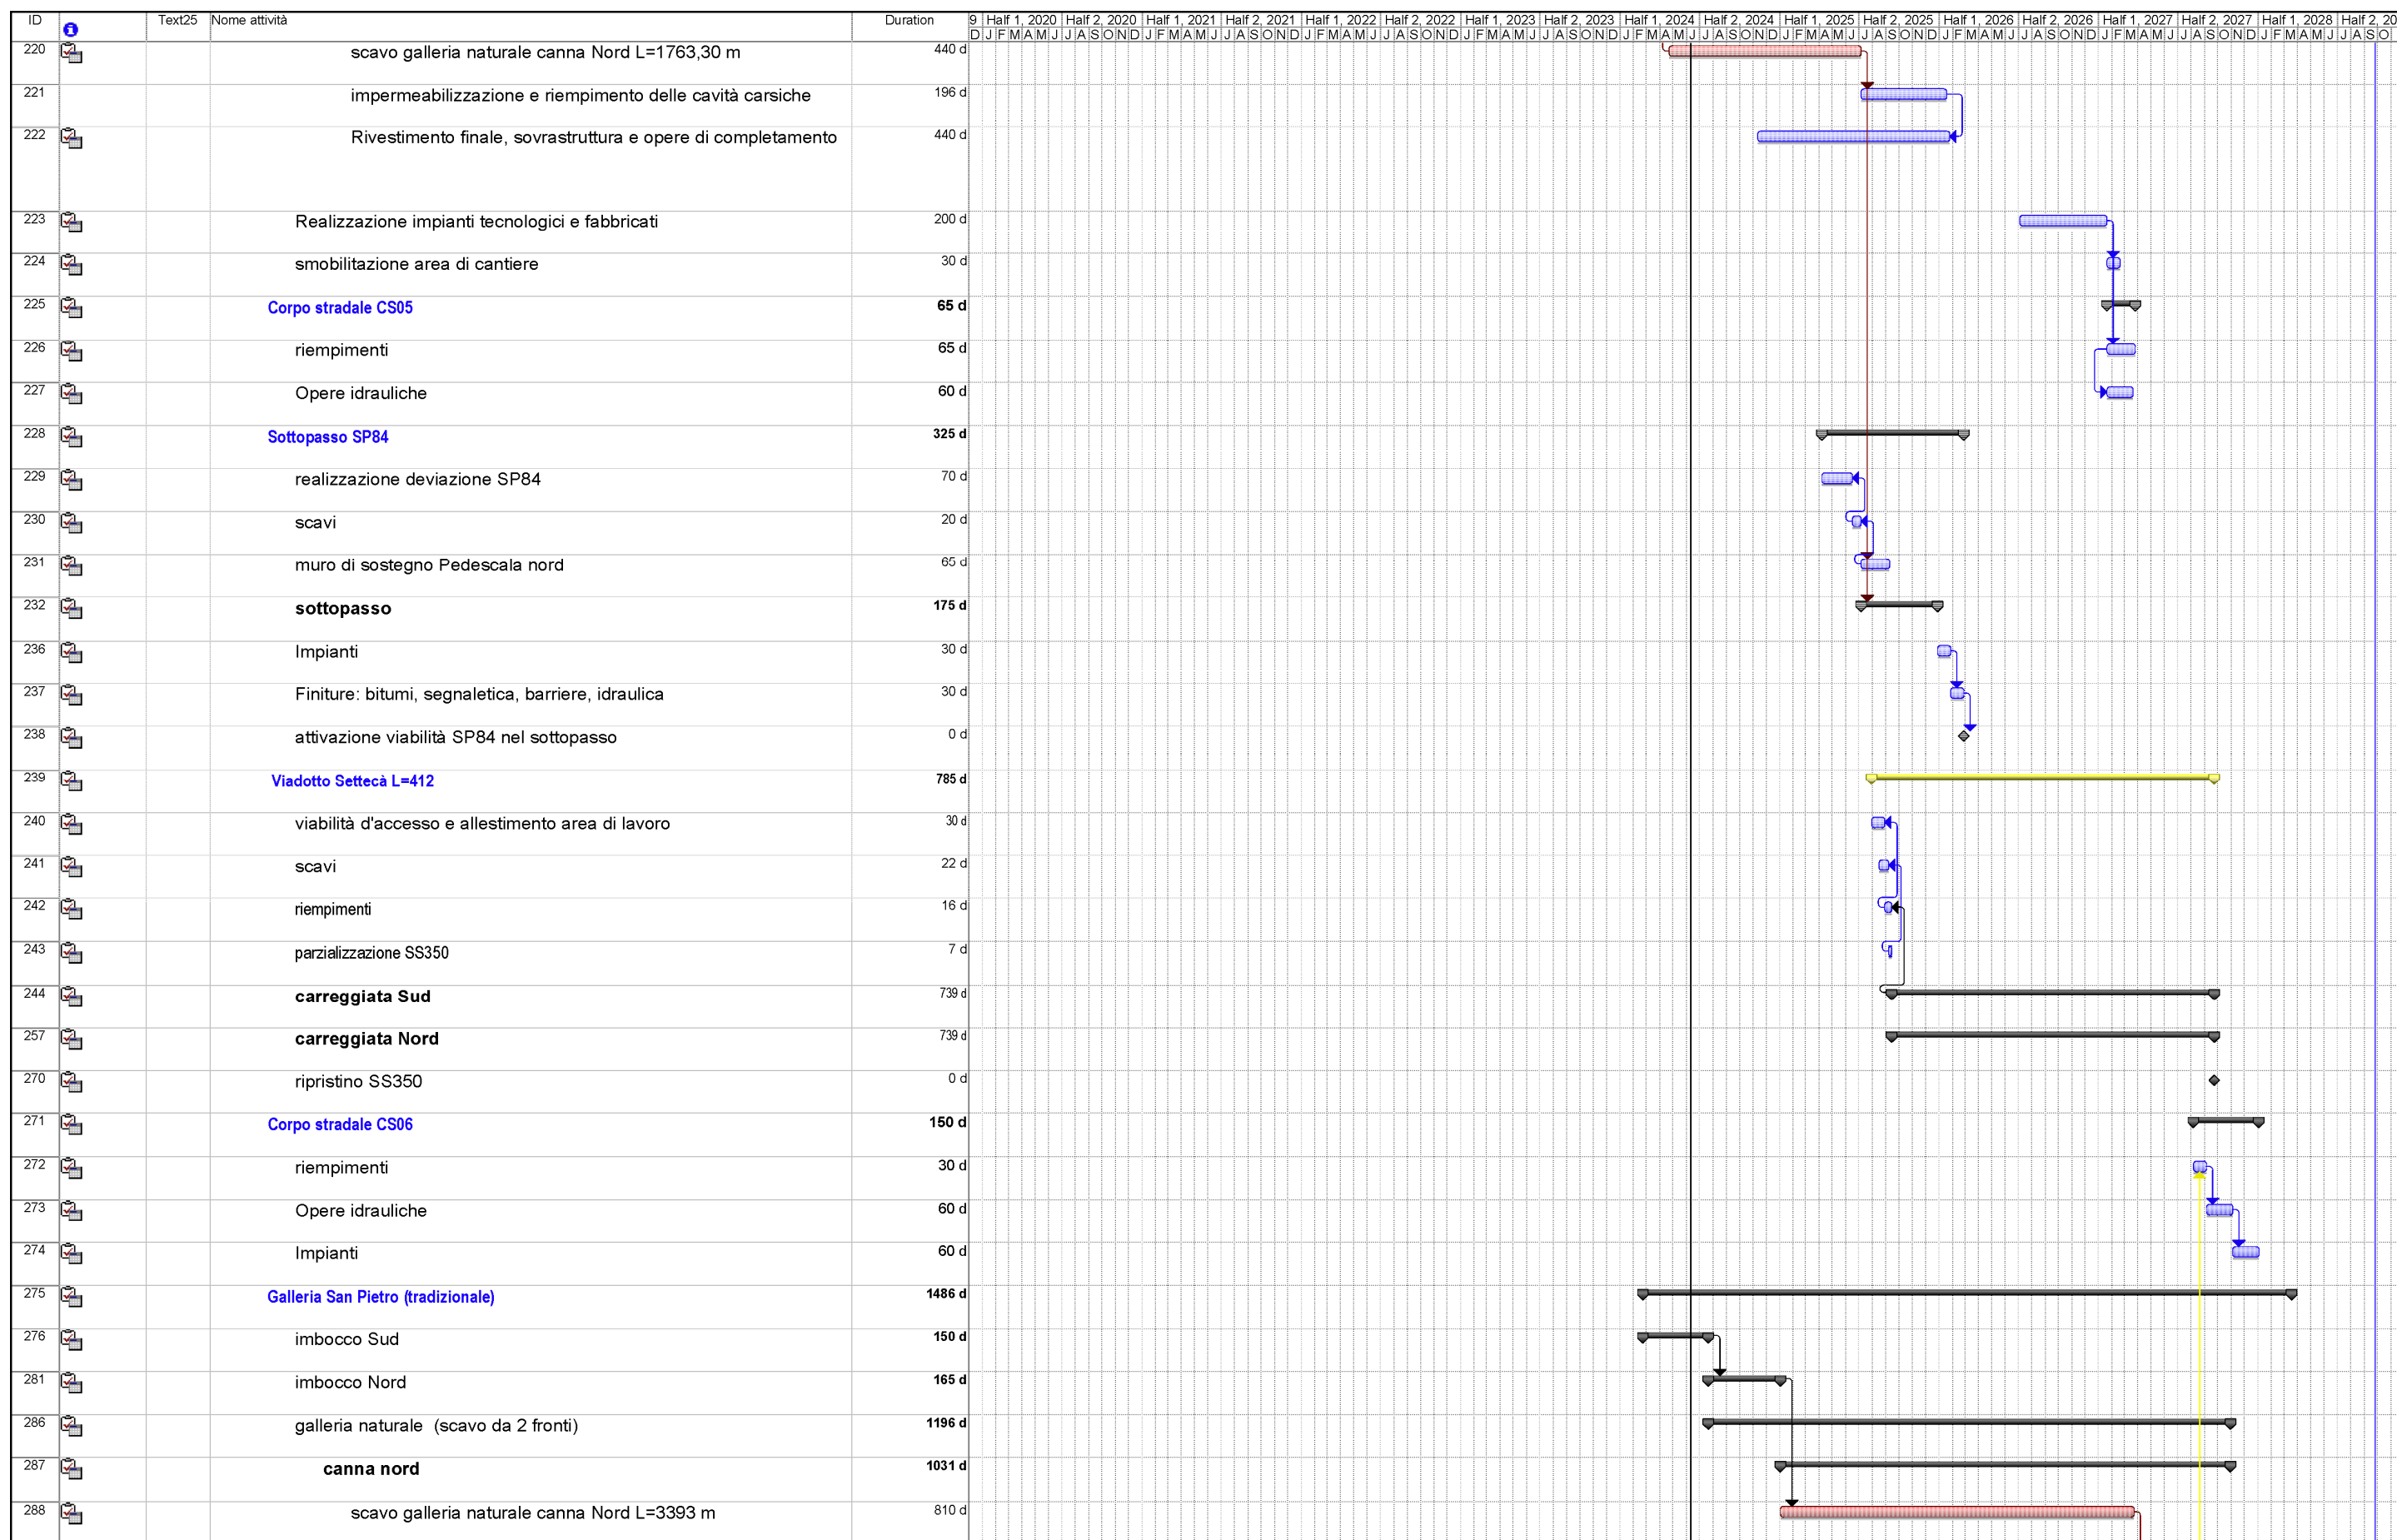 ID Text25 Nome attività Duration 9 Half 1, 2020 Half 2, 2020 Half 1, 2021 Half 2, 2021 Half 1, 2022 Half 2, 2022 Half 1, 2023 Half 2, 2023 Half 1, 2024 Half 2, 2024 Half 1, 2025 Half 2, 2025 Half 1, 2026 Half 2, 2026 Half 1, 2027 Half 2, 2027 Half 1, 2028 Half 2, 20
D J F M A M J J A S O N D J F M A M J J A S O N D J F M A M J J A S O N D J F M A M J J A S O N D J F M A M J J A S O N D J F M A M J J A S O N D J F M A M J J A S O N D J F M A M J J A S O N D J F M A M J J A S O
220 scavo galleria naturale canna Nord L=1763,30 m 440 d
221 impermeabilizzazione e riempimento delle cavità carsiche 196 d
222 Rivestimento finale, sovrastruttura e opere di completamento 440 d
223 Realizzazione impianti tecnologici e fabbricati 200 d
224 smobilitazione area di cantiere 30 d
225 Corpo stradale CS05 65 d
226 riempimenti 65 d
227 Opere idrauliche 60 d
228 Sottopasso SP84 325 d
229 realizzazione deviazione SP84 70 d
230 scavi 20 d
231 muro di sostegno Pedescala nord 65 d
232 sottopasso 175 d
236 Impianti 30 d
237 Finiture: bitumi, segnaletica, barriere, idraulica 30 d
238 attivazione viabilità SP84 nel sottopasso 0 d
239 Viadotto Settecà L=412 785 d
240 viabilità d'accesso e allestimento area di lavoro 30 d
241 scavi 22 d
242 riempimenti 16 d
243 parzializzazione SS350 7 d
244 carreggiata Sud 739 d
257 carreggiata Nord 739 d
270 ripristino SS350 0 d
271 Corpo stradale CS06 150 d
272 riempimenti 30 d
273 Opere idrauliche 60 d
274 Impianti 60 d
275 Galleria San Pietro (tradizionale) 1486 d
276 imbocco Sud 150 d
281 imbocco Nord 165 d
286 galleria naturale (scavo da 2 fronti) 1196 d
287 canna nord 1031 d
288 scavo galleria naturale canna Nord L=3393 m 810 d